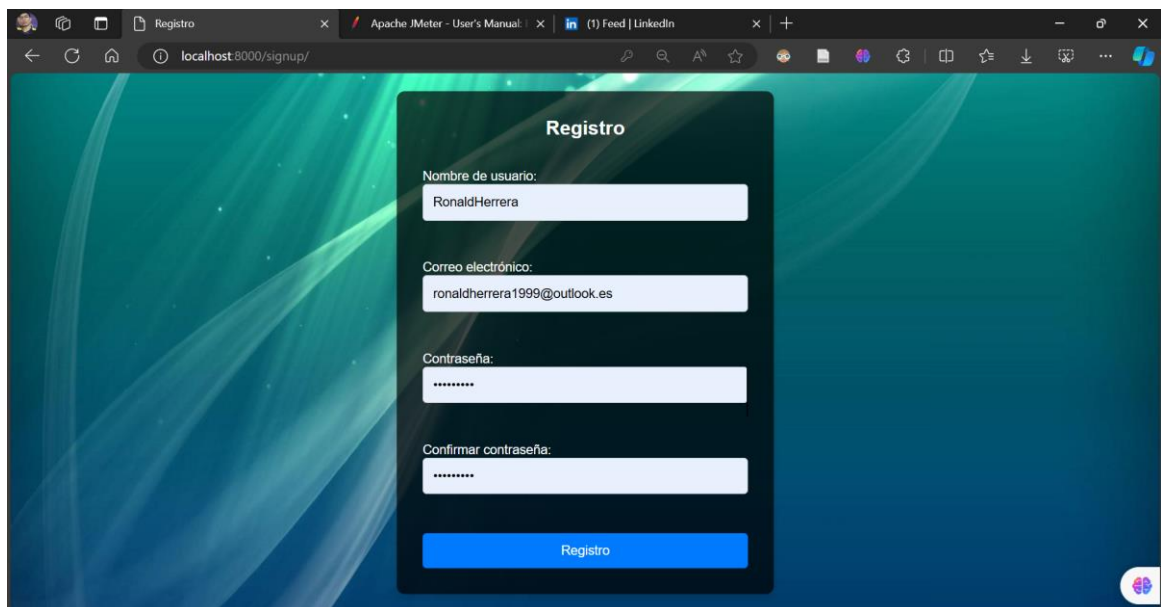 Registro
Apache JMeter - User's Manual:
(1) Feed | LinkedIn
localhost:8000/signup/
Registro
Nombre de usuario:
RonaldHerrera
Correo electrónico:
ronaldherrera1999@outlook.es
Contraseña:
•••••••••
Confirmar contraseña:
•••••••••
Registro